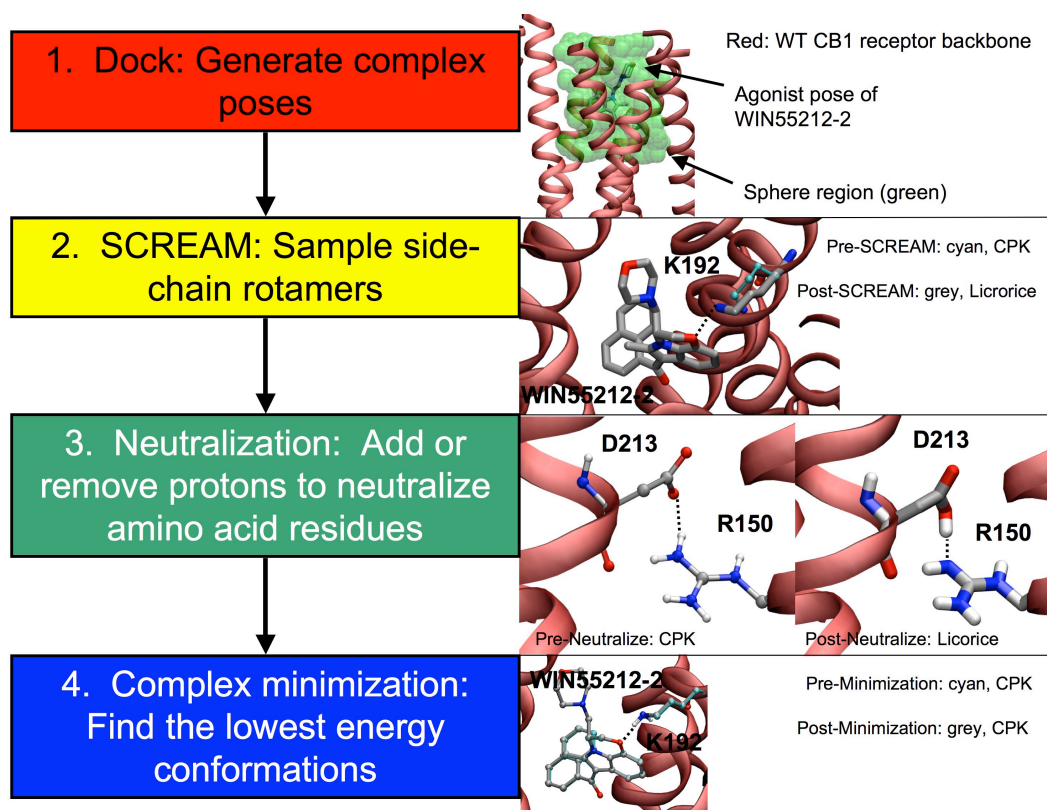 1. Dock: Generate complex
poses
Red: WT CB1 receptor backbone
Agonist pose of
WIN55212-2
Sphere region (green)
2. SCREAM: Sample side-
chain rotamers
K192
WIN55212-2
Pre-SCREAM: cyan, CPK
Post-SCREAM: grey, Licrorice
3. Neutralization: Add or
remove protons to neutralize
amino acid residues
D213
R150
Pre-Neutralize: CPK
D213
R150
Post-Neutralize: Licorice
4. Complex minimization:
Find the lowest energy
conformations
WIN55212-2
K192
Pre-Minimization: cyan, CPK
Post-Minimization: grey, CPK